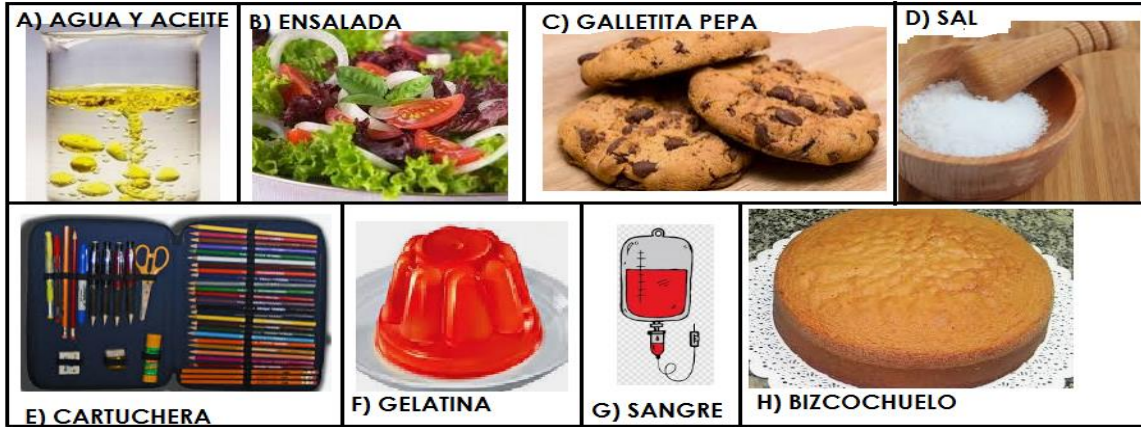 A) AGUA Y ACEITE
B) ENSALADA
C) GALLETITA PEPA
D) SAL
E) CARTUCHERA
F) GELATINA
G) SANGRE
H) BIZCOCHUELO